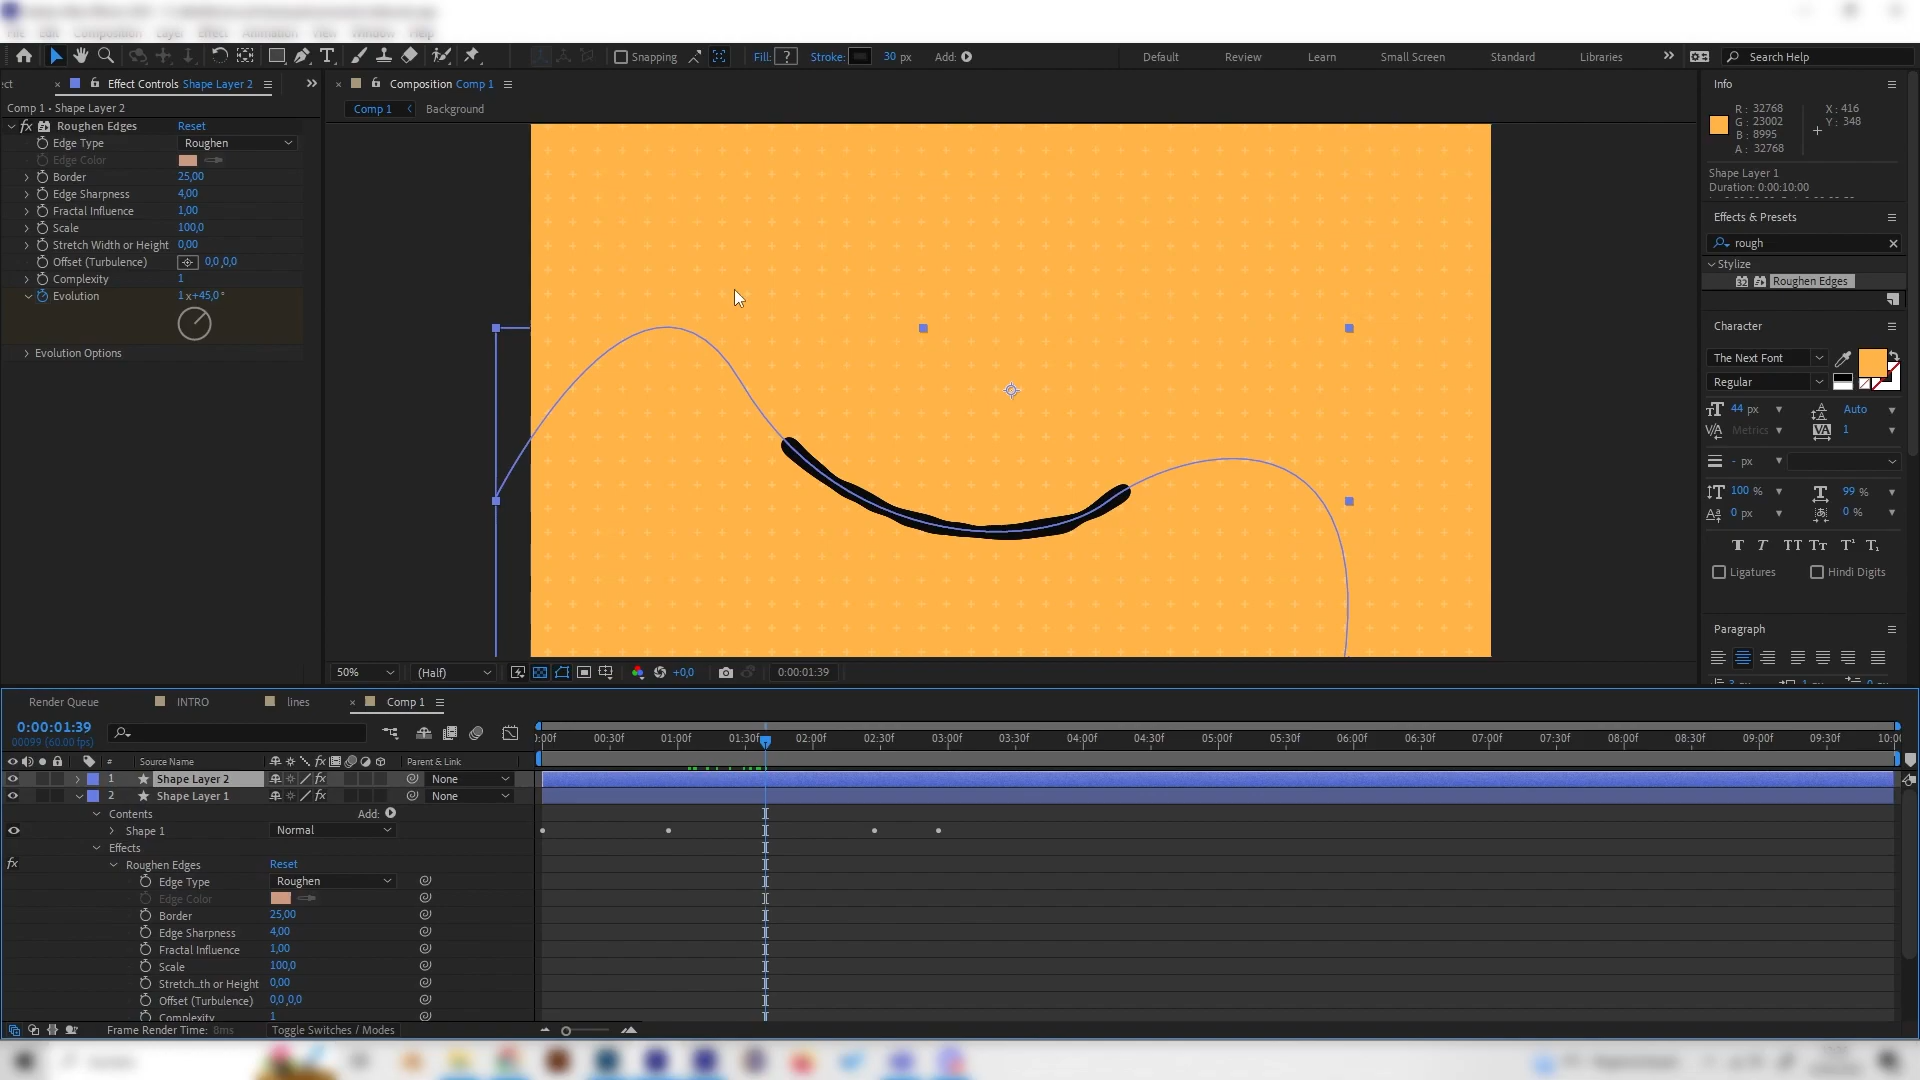 Snapping
Fill: ?
Stroke:
30 px
Add:
Default
Review
Learn
Small Screen
Standard
Libraries
Search Help
ect
Effect Controls Shape Layer 2
Comp 1 • Shape Layer 2
Roughen Edges Reset
Edge Type Roughen
Edge Color
Border 25,00
Edge Sharpness 4,00
Fractal Influence 1,00
Scale 100,0
Stretch Width or Height 0,00
Offset (Turbulence) 0,0,0,0
Complexity 1
Evolution 1x+45,0°
Evolution Options
Composition Comp 1
Comp 1 Background
50%
(Half)
+0,0
0:00:01:39
Info
R : 32768 X : 416
G : 23002 Y : 348
B : 8995
A : 32768
Shape Layer 1
Duration: 0:00:10:00
Effects & Presets
rough
Stylize
32 Roughen Edges
Character
The Next Font
Regular
44 px Auto
Metrics 1
- px
100 % 99 %
0 px 0 %
T T TT Tt T¹ T₁
Ligatures Hindi Digits
Paragraph
Render Queue
INTRO
lines
Comp 1
0:00:01:39
00099 (60.00 fps)
:00f 00:30f 01:00f 01:30f 02:00f 02:30f 03:00f 03:30f 04:00f 04:30f 05:00f 05:30f 06:00f 06:30f 07:00f 07:30f 08:00f 08:30f 09:00f 09:30f 10:0
# Source Name Parent & Link
1 Shape Layer 2 None
2 Shape Layer 1 None
Contents Add:
Shape 1 Normal
Effects
Roughen Edges Reset
Edge Type Roughen
Edge Color
Border 25,00
Edge Sharpness 4,00
Fractal Influence 1,00
Scale 100,0
Stretch...th or Height 0,00
Offset (Turbulence) 0,0,0,0
Complexity 1
Frame Render Time: 8ms
Toggle Switches / Modes